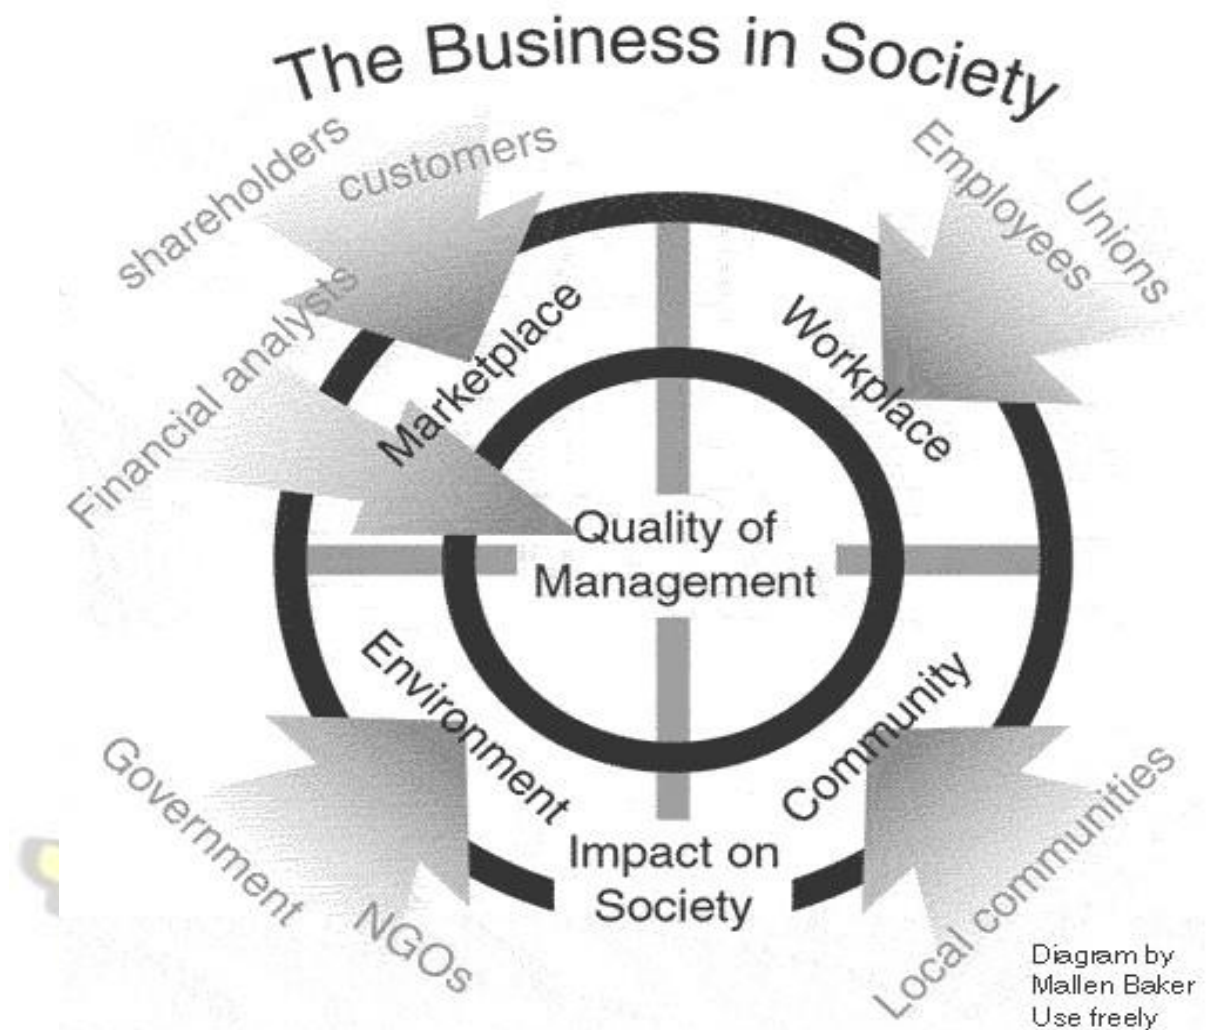 The Business in Society
shareholders
customers
Financial analysts
Employees
Unions
Marketplace
Workplace
Quality of
Management
Environment
Community
Government
NGOs
Impact on
Society
Local communities
Diagram by
Mallen Baker
Use freely